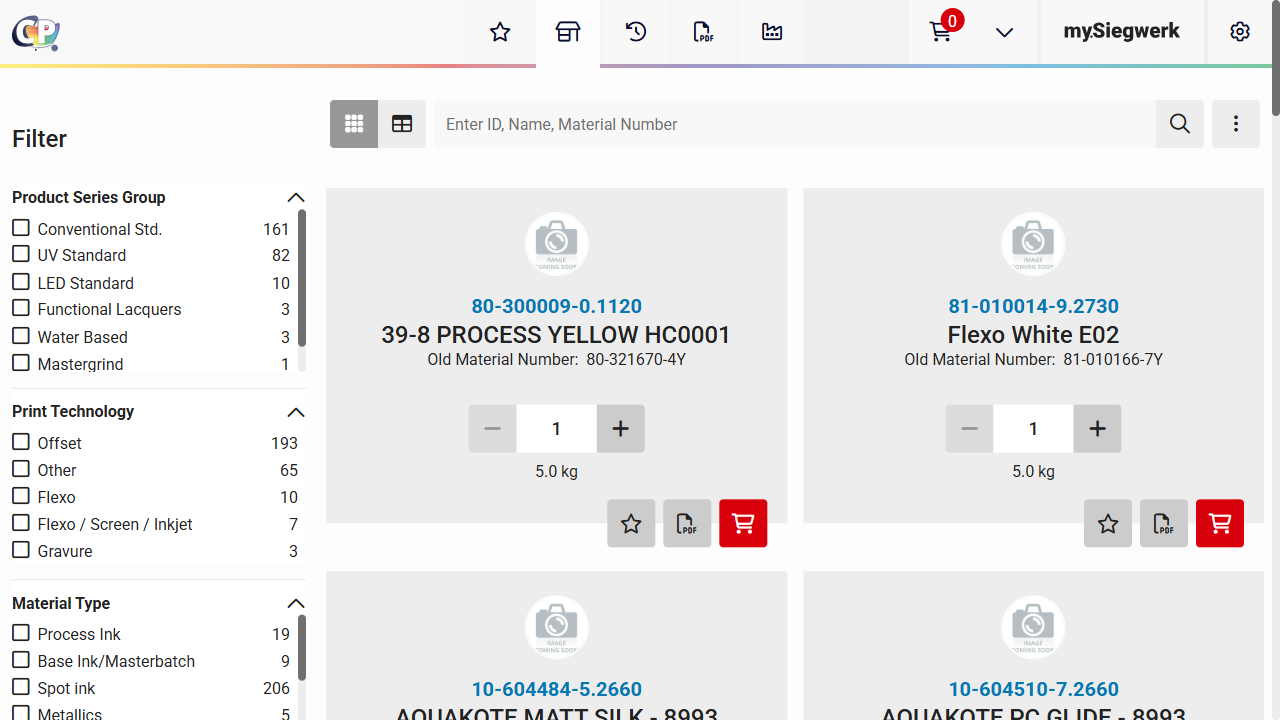 CP
PDF
0
mySiegwerk
Filter
Enter ID, Name, Material Number
Product Series Group
Conventional Std. 161
UV Standard 82
LED Standard 10
Functional Lacquers 3
Water Based 3
Mastergrind 1
Print Technology
Offset 193
Other 65
Flexo 10
Flexo / Screen / Inkjet 7
Gravure 3
Material Type
Process Ink 19
Base Ink/Masterbatch 9
Spot ink 206
Metallics 5
IMAGE
COMING SOON
80-300009-0.1120
39-8 PROCESS YELLOW HC0001
Old Material Number: 80-321670-4Y
1
5.0 kg
PDF
IMAGE
COMING SOON
81-010014-9.2730
Flexo White E02
Old Material Number: 81-010166-7Y
1
5.0 kg
PDF
IMAGE
COMING SOON
10-604484-5.2660
AQUAKOTE MATT SILK - 8993
IMAGE
COMING SOON
10-604510-7.2660
AQUAKOTE PC GLIDE - 8993